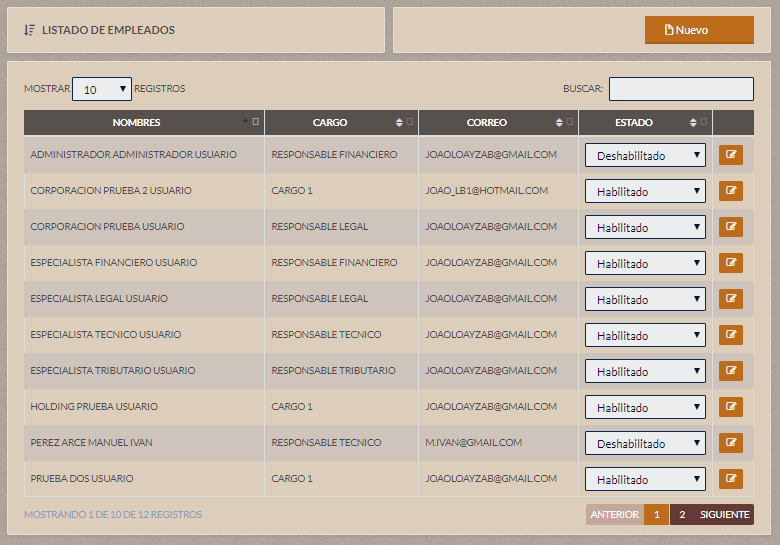 LISTADO DE EMPLEADOS
Nuevo
MOSTRAR 10 REGISTROS
BUSCAR:
NOMBRES CARGO CORREO ESTADO
ADMINISTRADOR ADMINISTRADOR USUARIO RESPONSABLE FINANCIERO JOAOLOAYZAB@GMAIL.COM Deshabilitado
CORPORACION PRUEBA 2 USUARIO CARGO 1 JOAO_LB1@HOTMAIL.COM Habilitado
CORPORACION PRUEBA USUARIO RESPONSABLE LEGAL JOAOLOAYZAB@GMAIL.COM Habilitado
ESPECIALISTA FINANCIERO USUARIO RESPONSABLE FINANCIERO JOAOLOAYZAB@GMAIL.COM Habilitado
ESPECIALISTA LEGAL USUARIO RESPONSABLE LEGAL JOAOLOAYZAB@GMAIL.COM Habilitado
ESPECIALISTA TECNICO USUARIO RESPONSABLE TECNICO JOAOLOAYZAB@GMAIL.COM Habilitado
ESPECIALISTA TRIBUTARIO USUARIO RESPONSABLE TRIBUTARIO JOAOLOAYZAB@GMAIL.COM Habilitado
HOLDING PRUEBA USUARIO CARGO 1 JOAOLOAYZAB@GMAIL.COM Habilitado
PEREZ ARCE MANUEL IVAN RESPONSABLE TECNICO M.IVAN@GMAIL.COM Deshabilitado
PRUEBA DOS USUARIO CARGO 1 JOAOLOAYZAB@GMAIL.COM Habilitado
MOSTRANDO 1 DE 10 DE 12 REGISTROS
ANTERIOR 1 2 SIGUIENTE